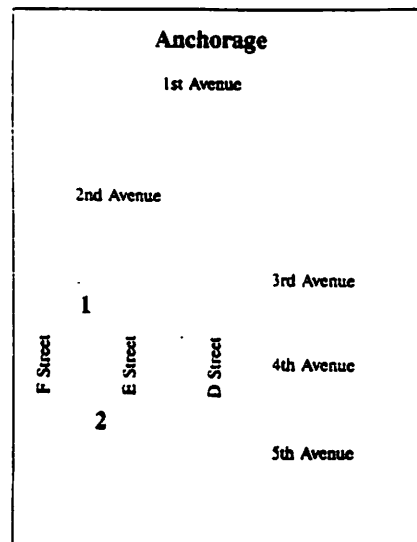 Anchorage
1st Avenue
2nd Avenue
3rd Avenue
1
F Street
E Street
D Street
4th Avenue
2
5th Avenue